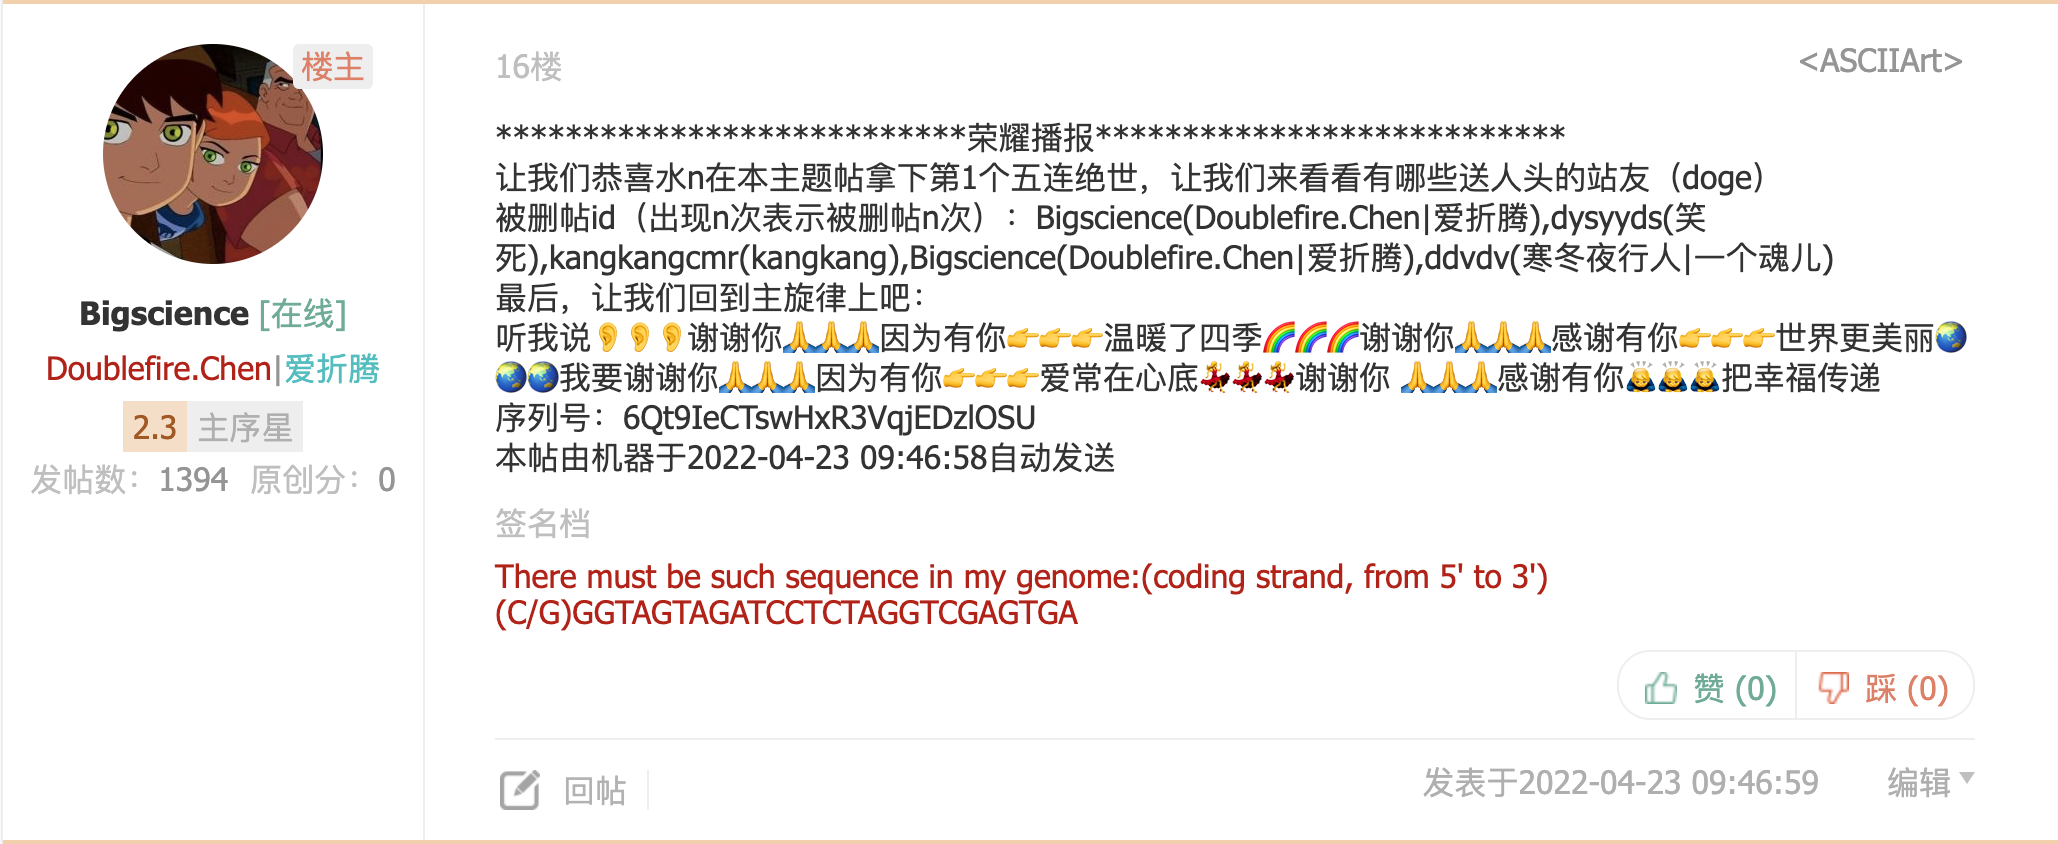 楼主
Bigscience [在线]
Doublefire.Chen|爱折腾
2.3 主序星
发帖数：1394 原创分：0
16楼
<ASCIIArt>
***************************荣耀播报***************************
让我们恭喜水n在本主题帖拿下第1个五连绝世，让我们来看看有哪些送人头的站友（doge）
被删帖id（出现n次表示被删帖n次）：Bigscience(Doublefire.Chen|爱折腾),dysyyds(笑
死),kangkangcmr(kangkang),Bigscience(Doublefire.Chen|爱折腾),ddvdv(寒冬夜行人|一个魂儿)
最后，让我们回到主旋律上吧：
听我说👂👂👂谢谢你🙏🙏🙏因为有你👉👉👉温暖了四季🌈🌈🌈谢谢你🙏🙏🙏感谢有你👉👉👉世界更美丽🌏
🌏🌏我要谢谢你🙏🙏🙏因为有你👉👉👉爱常在心底💃💃💃谢谢你 🙏🙏🙏感谢有你🙇🙇🙇把幸福传递
序列号：6Qt9IeCTswHxR3VqjEDzlOSU
本帖由机器于2022-04-23 09:46:58自动发送
签名档
There must be such sequence in my genome:(coding strand, from 5' to 3')
(C/G)GGTAGTAGATCCTCTAGGTCGAGTGA
赞 (0)
踩 (0)
回帖
发表于2022-04-23 09:46:59
编辑